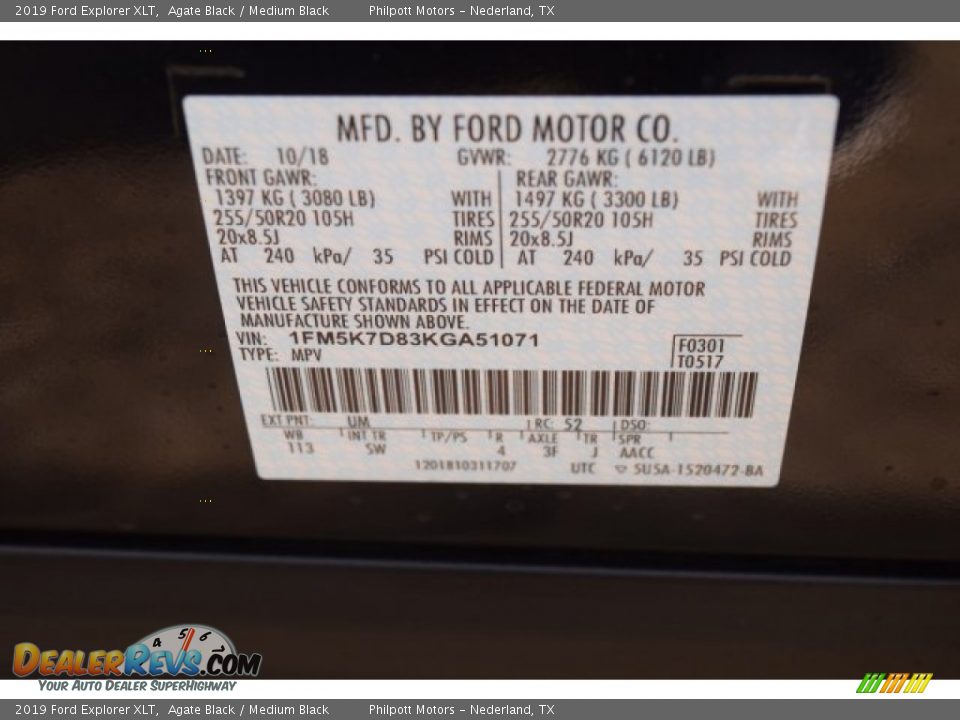 2019 Ford Explorer XLT, Agate Black / Medium Black Philpott Motors - Nederland, TX
MFD. BY FORD MOTOR CO.
DATE: 10/18 GVWR: 2776 KG ( 6120 LB)
FRONT GAWR: REAR GAWR:
1397 KG ( 3080 LB) WITH 1497 KG ( 3300 LB) WITH
255/50R20 105H TIRES 255/50R20 105H TIRES
20x8.5J RIMS 20x8.5J RIMS
AT 240 kPa/ 35 PSI COLD AT 240 kPa/ 35 PSI COLD
THIS VEHICLE CONFORMS TO ALL APPLICABLE FEDERAL MOTOR
VEHICLE SAFETY STANDARDS IN EFFECT ON THE DATE OF
MANUFACTURE SHOWN ABOVE.
VIN: 1FM5K7D83KGA51071 F0301
TYPE: MPV T0517
EXT PNT: UM RC: 52 DSO:
WB INT TR TP/PS R AXLE TR SPR
113 SW 4 3F J AACC
1201810311707 UTC SU5A-1520472-BA
4 5 6
DEALERREVS.COM
YOUR AUTO DEALER SUPERHIGHWAY
2019 Ford Explorer XLT, Agate Black / Medium Black Philpott Motors - Nederland, TX